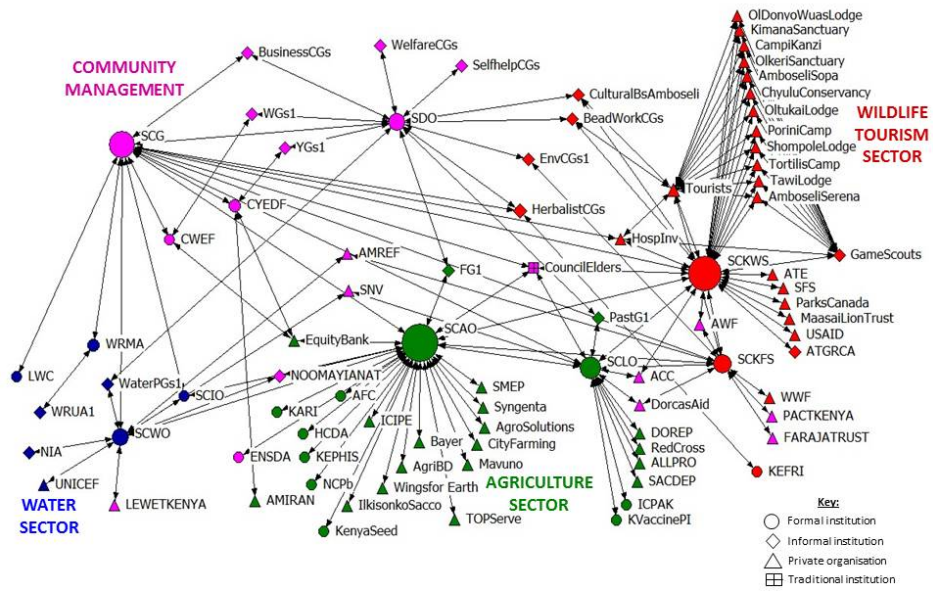 OlDonyoWuasLodge
KimanaSanctuary
CampiKanzi
OlkeriSanctuary
AmboseliSopa
ChyuluConservancy
OltukaiLodge
PoriniCamp
ShompoleLodge
TortilisCamp
TawiLodge
AmboseliSerena
WILDLIFE
TOURISM
SECTOR
BusinessCGs
WelfareCGs
SelfhelpCGs
COMMUNITY
MANAGEMENT
CulturalBsAmboseli
BeadWorkCGs
WGs1
SDO
SCG
YGs1
EnvCGs1
Tourists
CYEDF
HerbalistCGs
CWEF
HospInv
AMREF
FG1
CouncilElders
SCKWS
GameScouts
SNV
ATE
SFS
ParksCanada
MaasaiLionTrust
USAID
ATGRCA
PastG1
AWF
SCAO
EquityBank
WRMA
SCLO
SCKFS
LWC
WaterPGs1
NOOMAYIANAT
ACC
SCIO
AFC
SMEP
Syngenta
AgroSolutions
CityFarming
DorcasAid
WWF
PACTKENYA
FARAJATRUST
WRUA1
SCWO
KARI
ICIPE
HCDA
Bayer
DOREP
RedCross
ALLPRO
SACDEP
NIA
ENSDA
KEPHIS
AgriBD
Mavuno
KEFRI
UNICEF
NCPb
Wingsfor Earth
AGRICULTURE
SECTOR
WATER
SECTOR
LEWETKENYA
AMIRAN
IlkisonkoSacco
TOPServe
KenyaSeed
ICPAK
KVaccinePI
Key:
Formal institution
Informal institution
Private organisation
Traditional institution